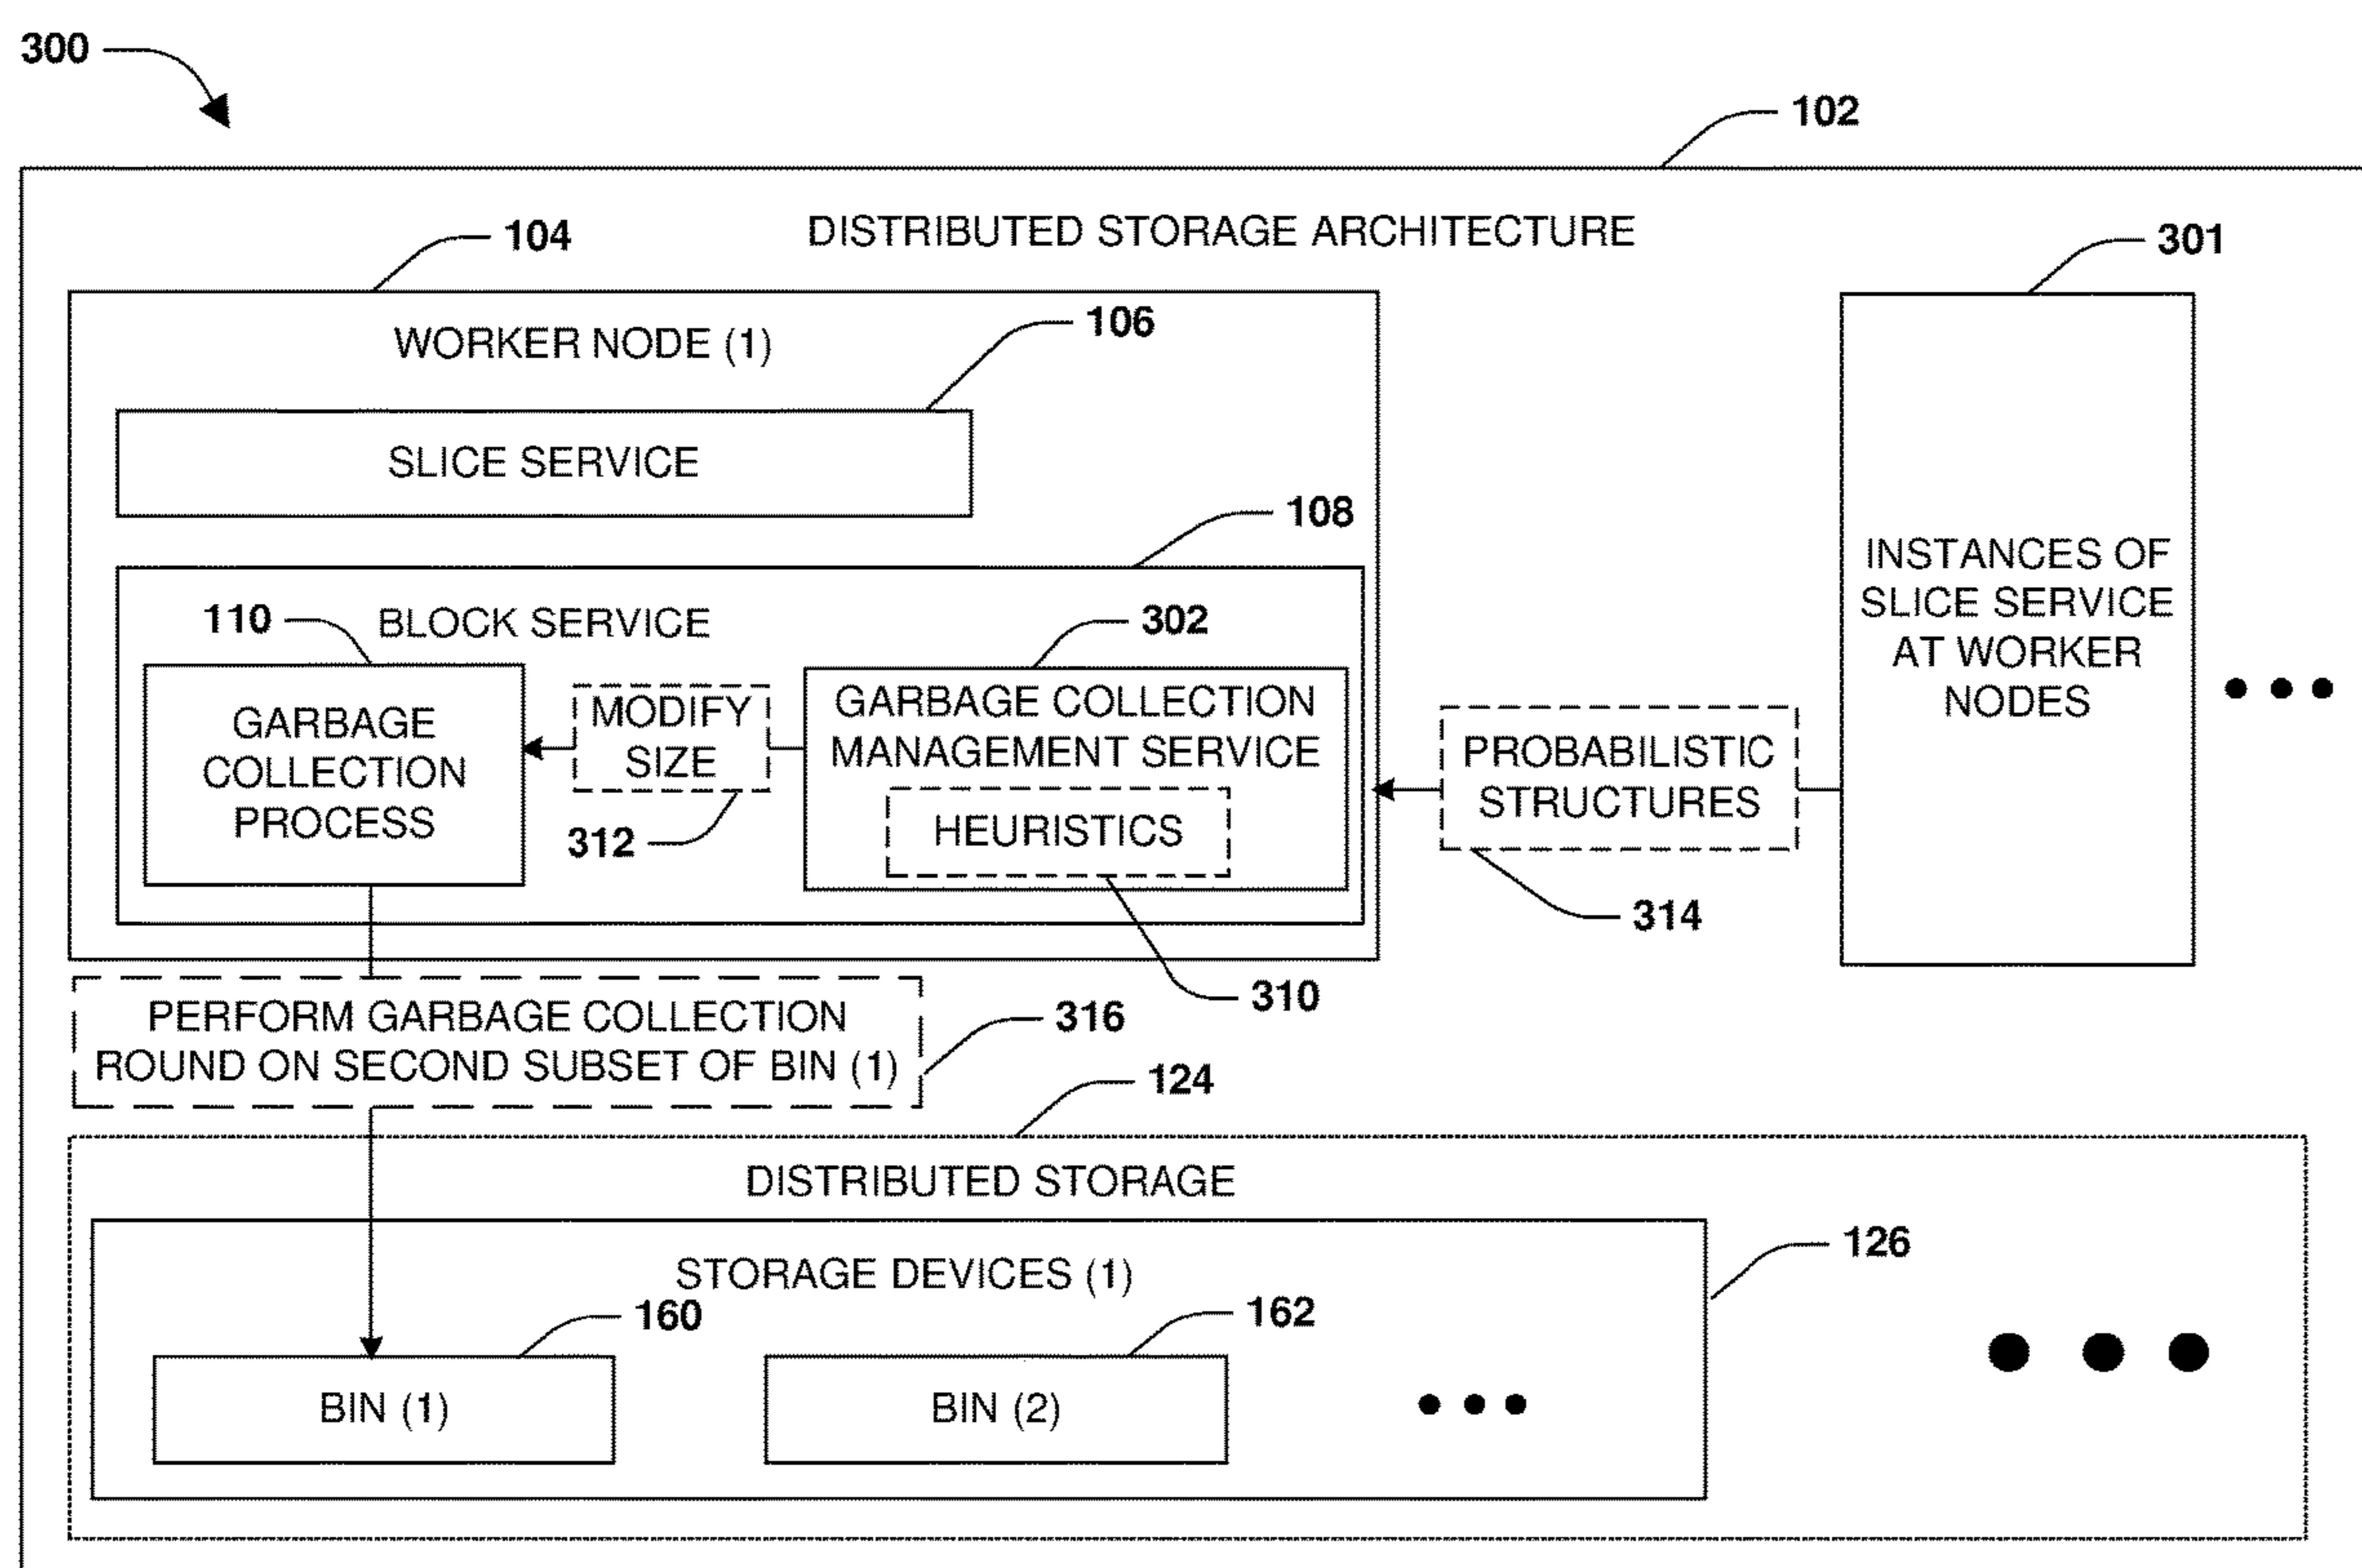 300
102
DISTRIBUTED STORAGE ARCHITECTURE
104
301
WORKER NODE (1)
106
SLICE SERVICE
108
BLOCK SERVICE
110
302
GARBAGE
COLLECTION
PROCESS
MODIFY
SIZE
312
GARBAGE COLLECTION
MANAGEMENT SERVICE
HEURISTICS
310
PROBABILISTIC
STRUCTURES
314
INSTANCES OF
SLICE SERVICE
AT WORKER
NODES
PERFORM GARBAGE COLLECTION
ROUND ON SECOND SUBSET OF BIN (1)
316
124
DISTRIBUTED STORAGE
STORAGE DEVICES (1)
126
160
162
BIN (1)
BIN (2)